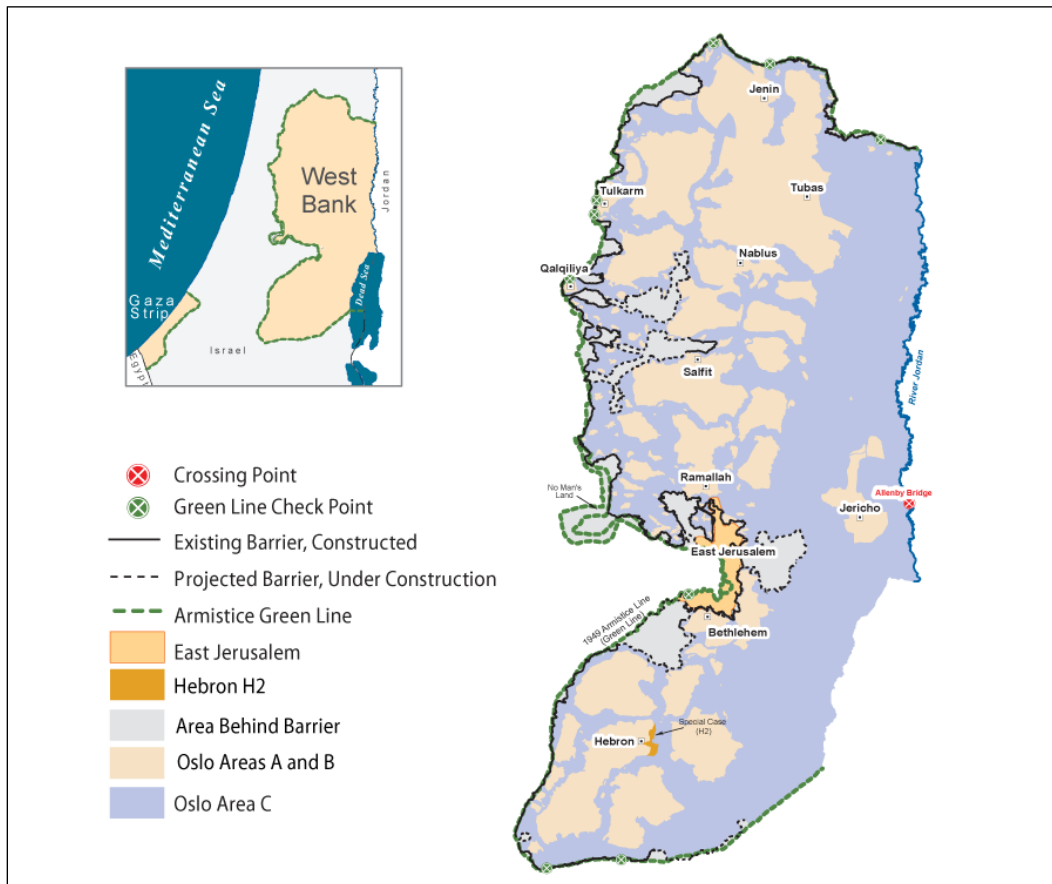 Mediterranean Sea
West
Bank
Jordan
Dead Sea
Gaza
Strip
Israel
Egypt
Crossing Point
Green Line Check Point
Existing Barrier, Constructed
Projected Barrier, Under Construction
Armistice Green Line
East Jerusalem
Hebron H2
Area Behind Barrier
Oslo Areas A and B
Oslo Area C
Jenin
Tubas
Tulkarm
Nablus
Qalqiliya
Salfit
River Jordan
Ramallah
No Man's
Land
Allenby Bridge
Jericho
East Jerusalem
1949 Armistice Line
(Green Line)
Bethlehem
Special Case
(H2)
Hebron